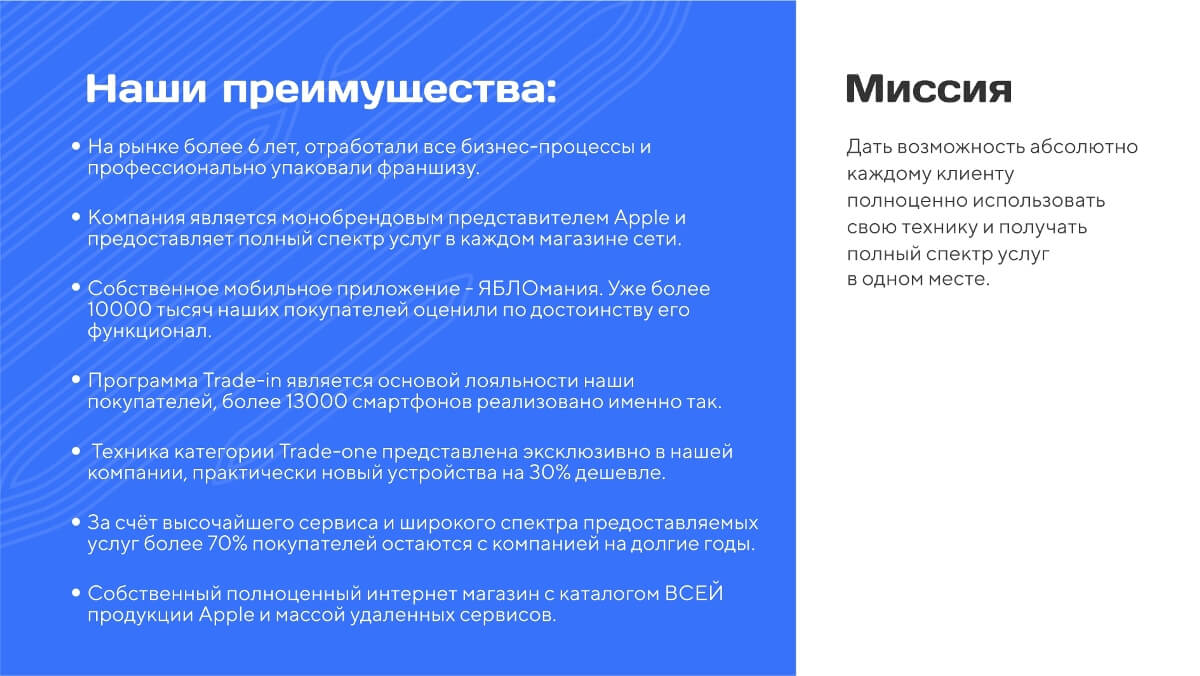 Наши преимущества:
• На рынке более 6 лет, отработали все бизнес-процессы и
профессионально упаковали франшизу.
• Компания является монобрендовым представителем Apple и
предоставляет полный спектр услуг в каждом магазине сети.
• Собственное мобильное приложение - ЯБЛОмания. Уже более
10000 тысяч наших покупателей оценили по достоинству его
функционал.
• Программа Trade-in является основой лояльности наши
покупателей, более 13000 смартфонов реализовано именно так.
• Техника категории Trade-one представлена эксклюзивно в нашей
компании, практически новый устройства на 30% дешевле.
• За счёт высочайшего сервиса и широкого спектра предоставляемых
услуг более 70% покупателей остаются с компанией на долгие годы.
• Собственный полноценный интернет магазин с каталогом ВСЕЙ
продукции Apple и массой удаленных сервисов.
Миссия
Дать возможность абсолютно
каждому клиенту
полноценно использовать
свою технику и получать
полный спектр услуг
в одном месте.